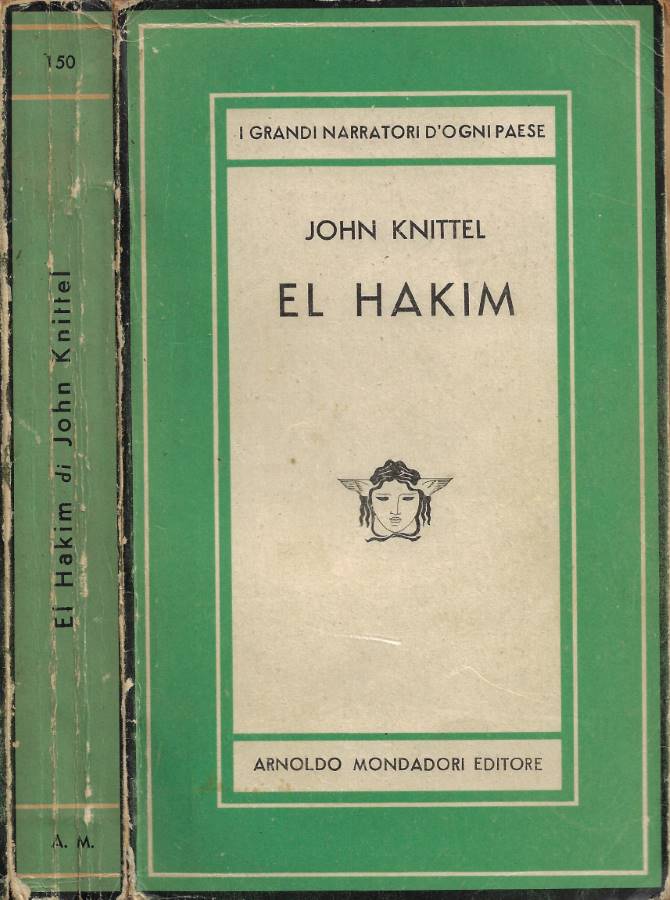 150
El Hakim di John Knittel
A. M.
I GRANDI NARRATORI D'OGNI PAESE
JOHN KNITTEL
EL HAKIM
ARNOLDO MONDADORI EDITORE